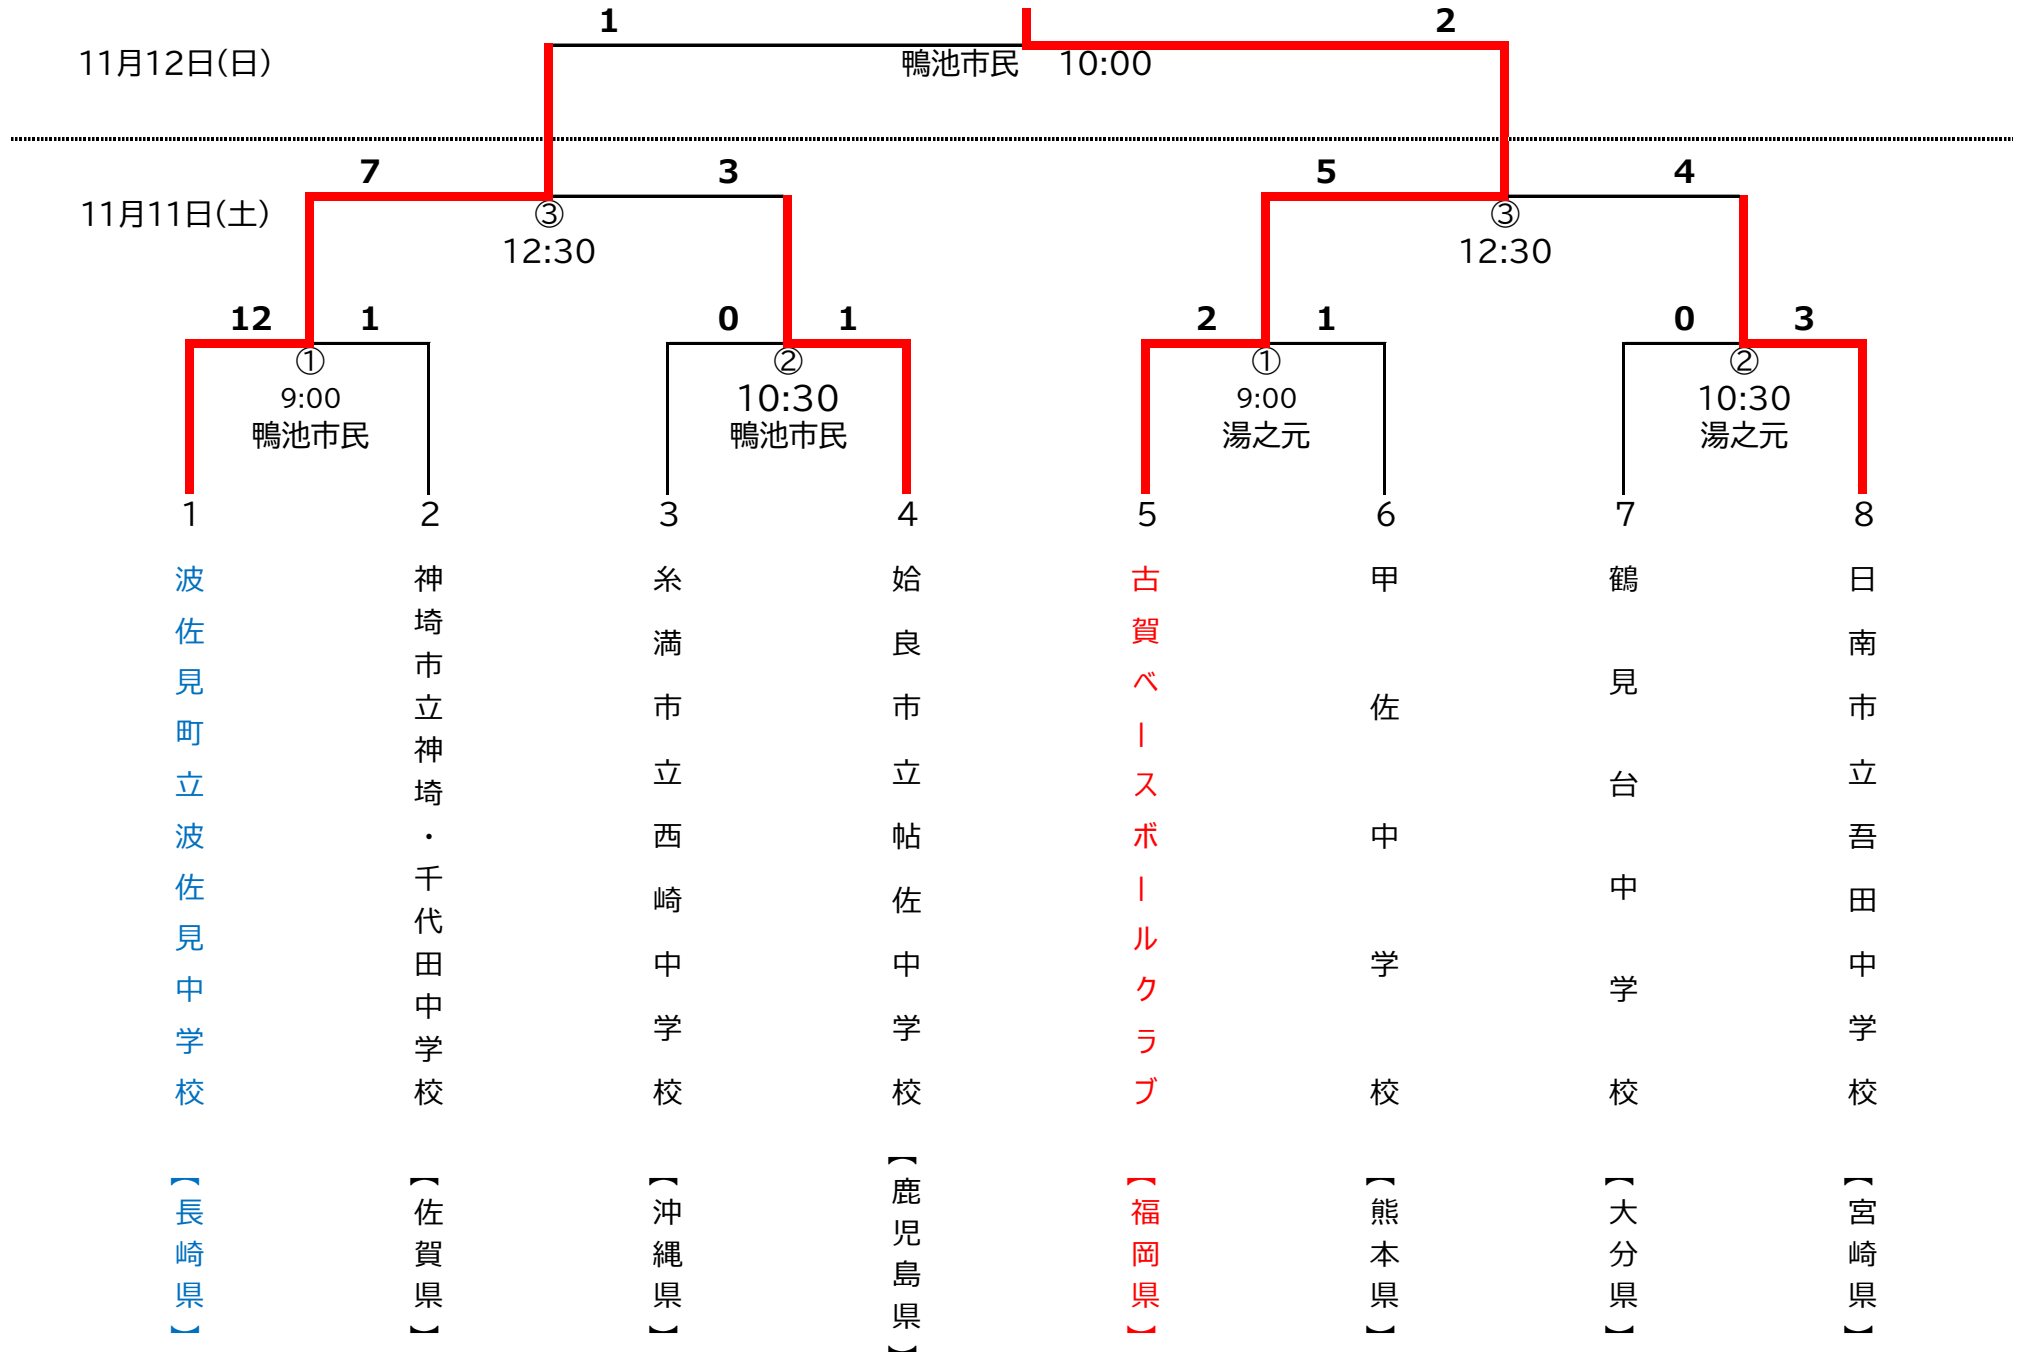 1 2
11月12日(日) 鴨池市民 10:00
7 3 5 4
11月11日(土) ③ ③
12:30 12:30
12 1 0 1 2 1 0 3
① ② ① ②
9:00 10:30 9:00 10:30
鴨池市民 鴨池市民 湯之元 湯之元
1 2 3 4 5 6 7 8
波佐見町立波佐見中学校【長崎県】
神埼市立神埼・千代田中学校【佐賀県】
糸満市立西崎中学校【沖縄県】
姶良市立帖佐中学校【鹿児島県】
古賀ベースボールクラブ【福岡県】
甲佐中学校【熊本県】
鶴見台中学校【大分県】
日南市立吾田中学校【宮崎県】